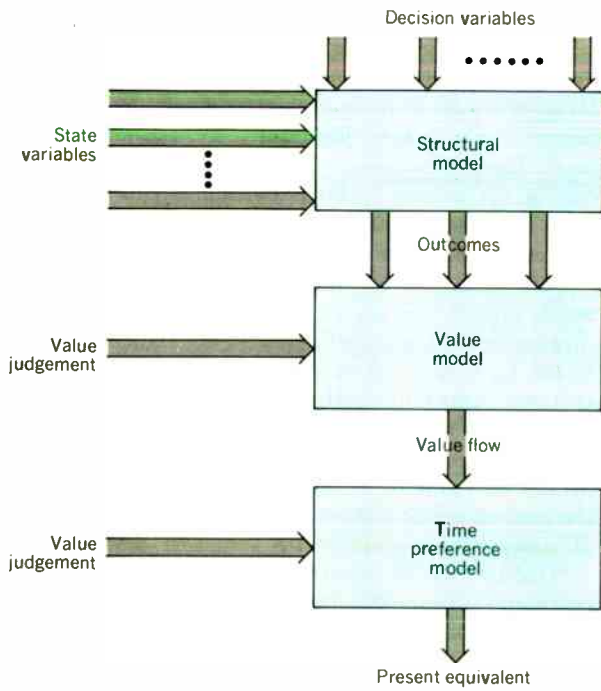 Decision variables
State
variables
Structural
model
Outcomes
Value
judgement
Value
model
Value flow
Value
judgement
Time
preference
model
Present equivalent